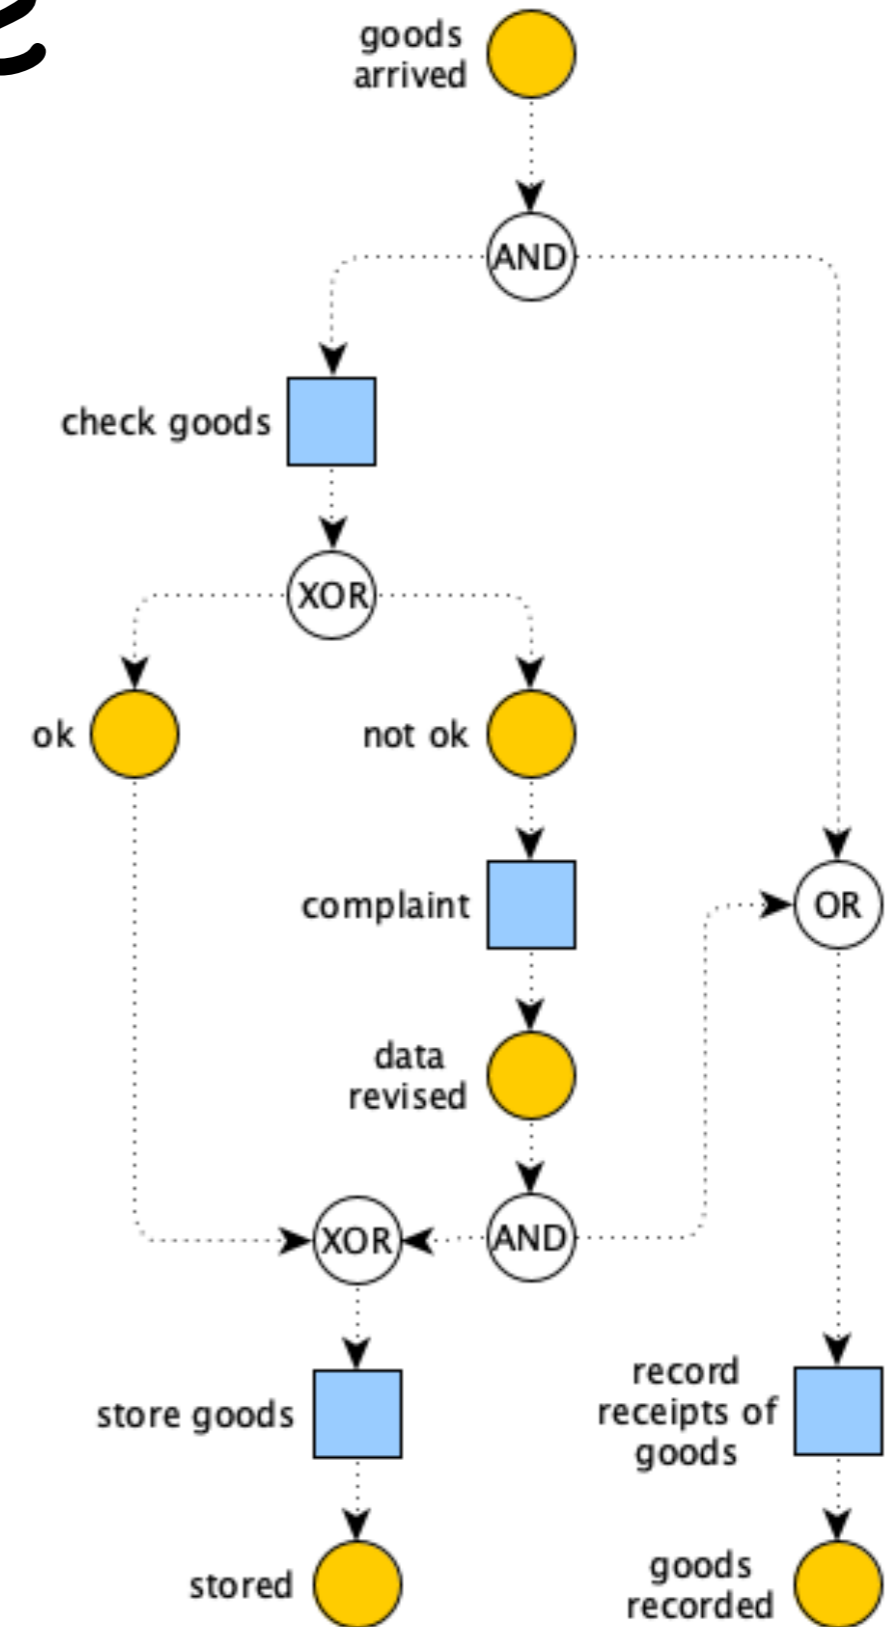 goods
arrived
AND
check goods
XOR
ok
not ok
complaint
OR
data
revised
XOR
AND
store goods
record
receipts of
goods
stored
goods
recorded